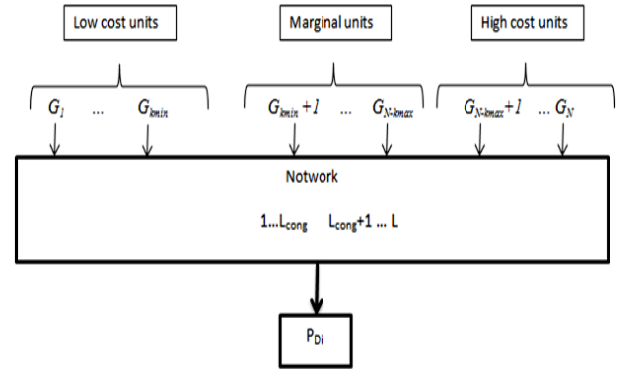 Low cost units Marginal units High cost units
G1 ... Gkmin Gkmin+1 ... GN-kmax GN-kmax+1 ... GN
Notwork
1...Lcong Lcong+1 ... L
PDi